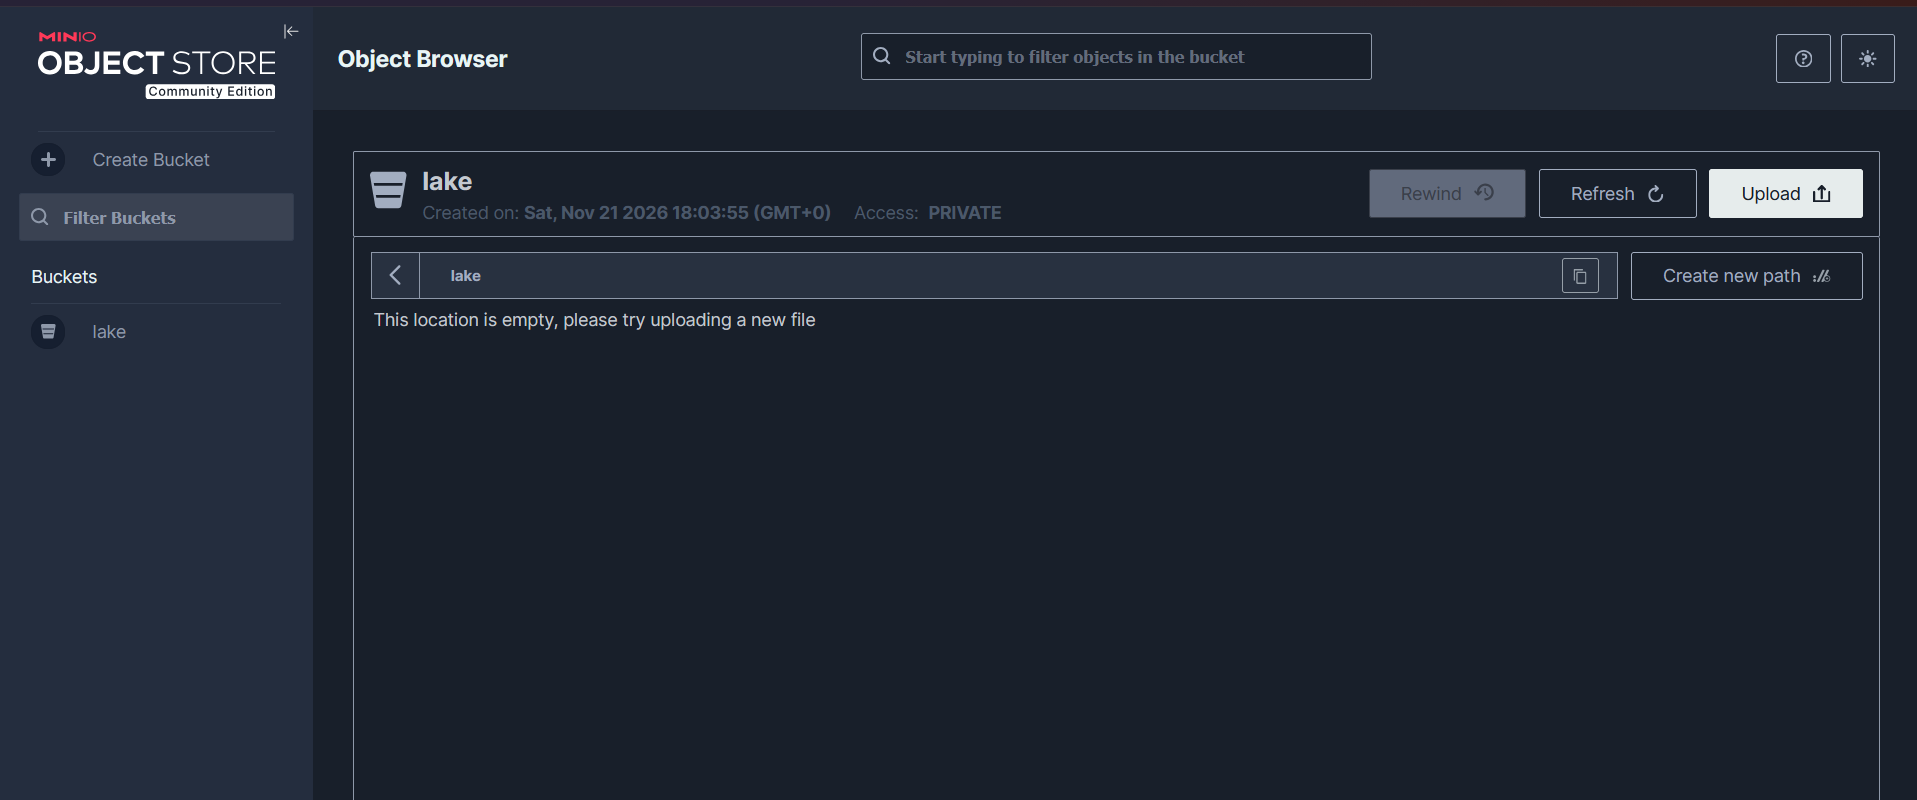 MINIO
OBJECT STORE
Community Edition
Create Bucket
Filter Buckets
Buckets
lake
Object Browser
Start typing to filter objects in the bucket
lake
Created on: Sat, Nov 21 2026 18:03:55 (GMT+0) Access: PRIVATE
Rewind
Refresh
Upload
lake
Create new path
This location is empty, please try uploading a new file